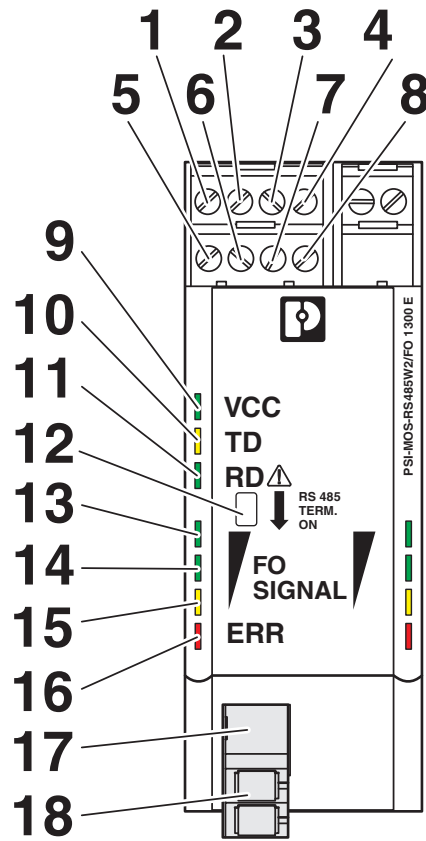 1 2 3 4
5 6 7 8
9
10
11
12
13
14
15
16
17
18
VCC
TD
RD
RS 485
TERM.
ON
FO
SIGNAL
ERR
PSI-MOS-RS485W2/FO 1300 E